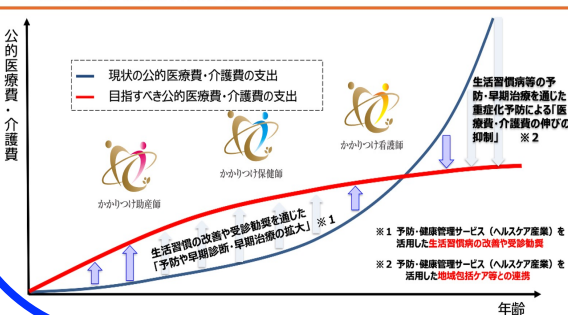 公的医療費・介護費
現状の公的医療費・介護費の支出
目指すべき公的医療費・介護費の支出
かかりつけ助産師
かかりつけ保健師
かかりつけ看護師
生活習慣の改善や受診勧奨を通じた
「予防や早期診断・早期治療の拡大」 ※1
生活習慣病等の予
防・早期治療を通じた
重症化予防による「医
療費・介護費の伸びの
抑制」 ※2
※1 予防・健康管理サービス（ヘルスケア産業）を
活用した生活習慣病の改善や受診勧奨
※2 予防・健康管理サービス（ヘルスケア産業）を
活用した地域包括ケア等との連携
年齢